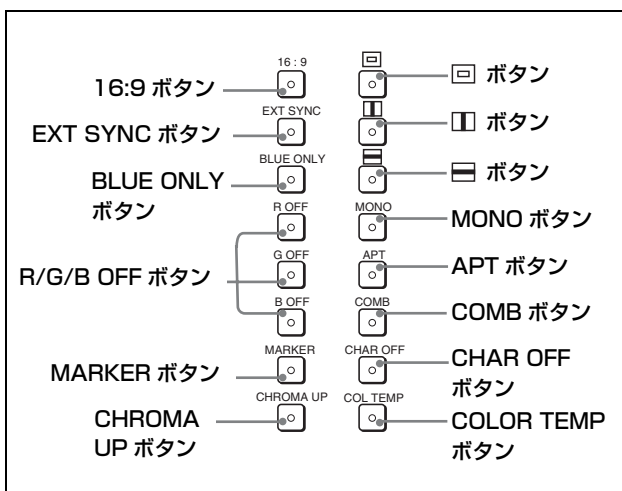 16:9 ボタン
EXT SYNC ボタン
BLUE ONLY
ボタン
R/G/B OFF ボタン
MARKER ボタン
CHROMA
UP ボタン
16 : 9
EXT SYNC
BLUE ONLY
R OFF
G OFF
B OFF
MARKER
CHROMA UP
MONO
APT
COMB
CHAR OFF
COL TEMP
ボタン
ボタン
ボタン
MONO ボタン
APT ボタン
COMB ボタン
CHAR OFF
ボタン
COLOR TEMP
ボタン